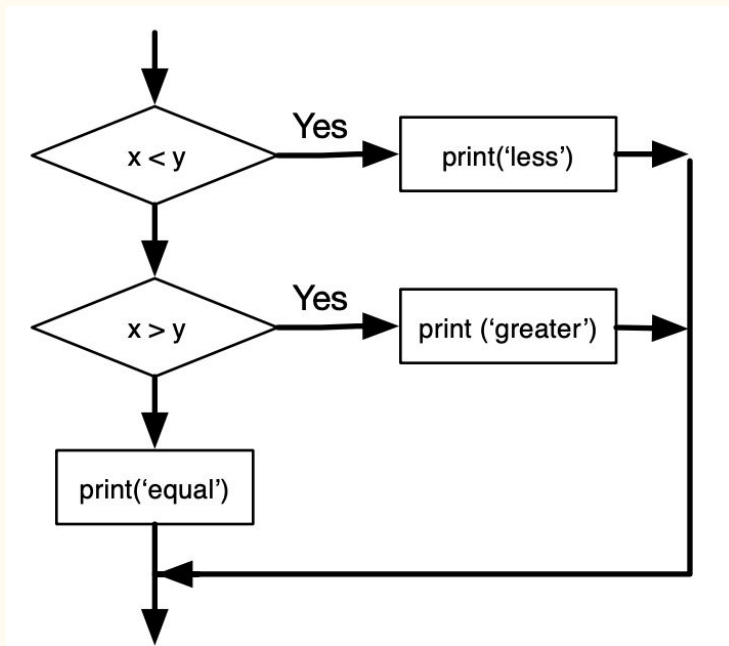 x < y
Yes
print(‘less’)
x > y
Yes
print (‘greater’)
print(‘equal’)